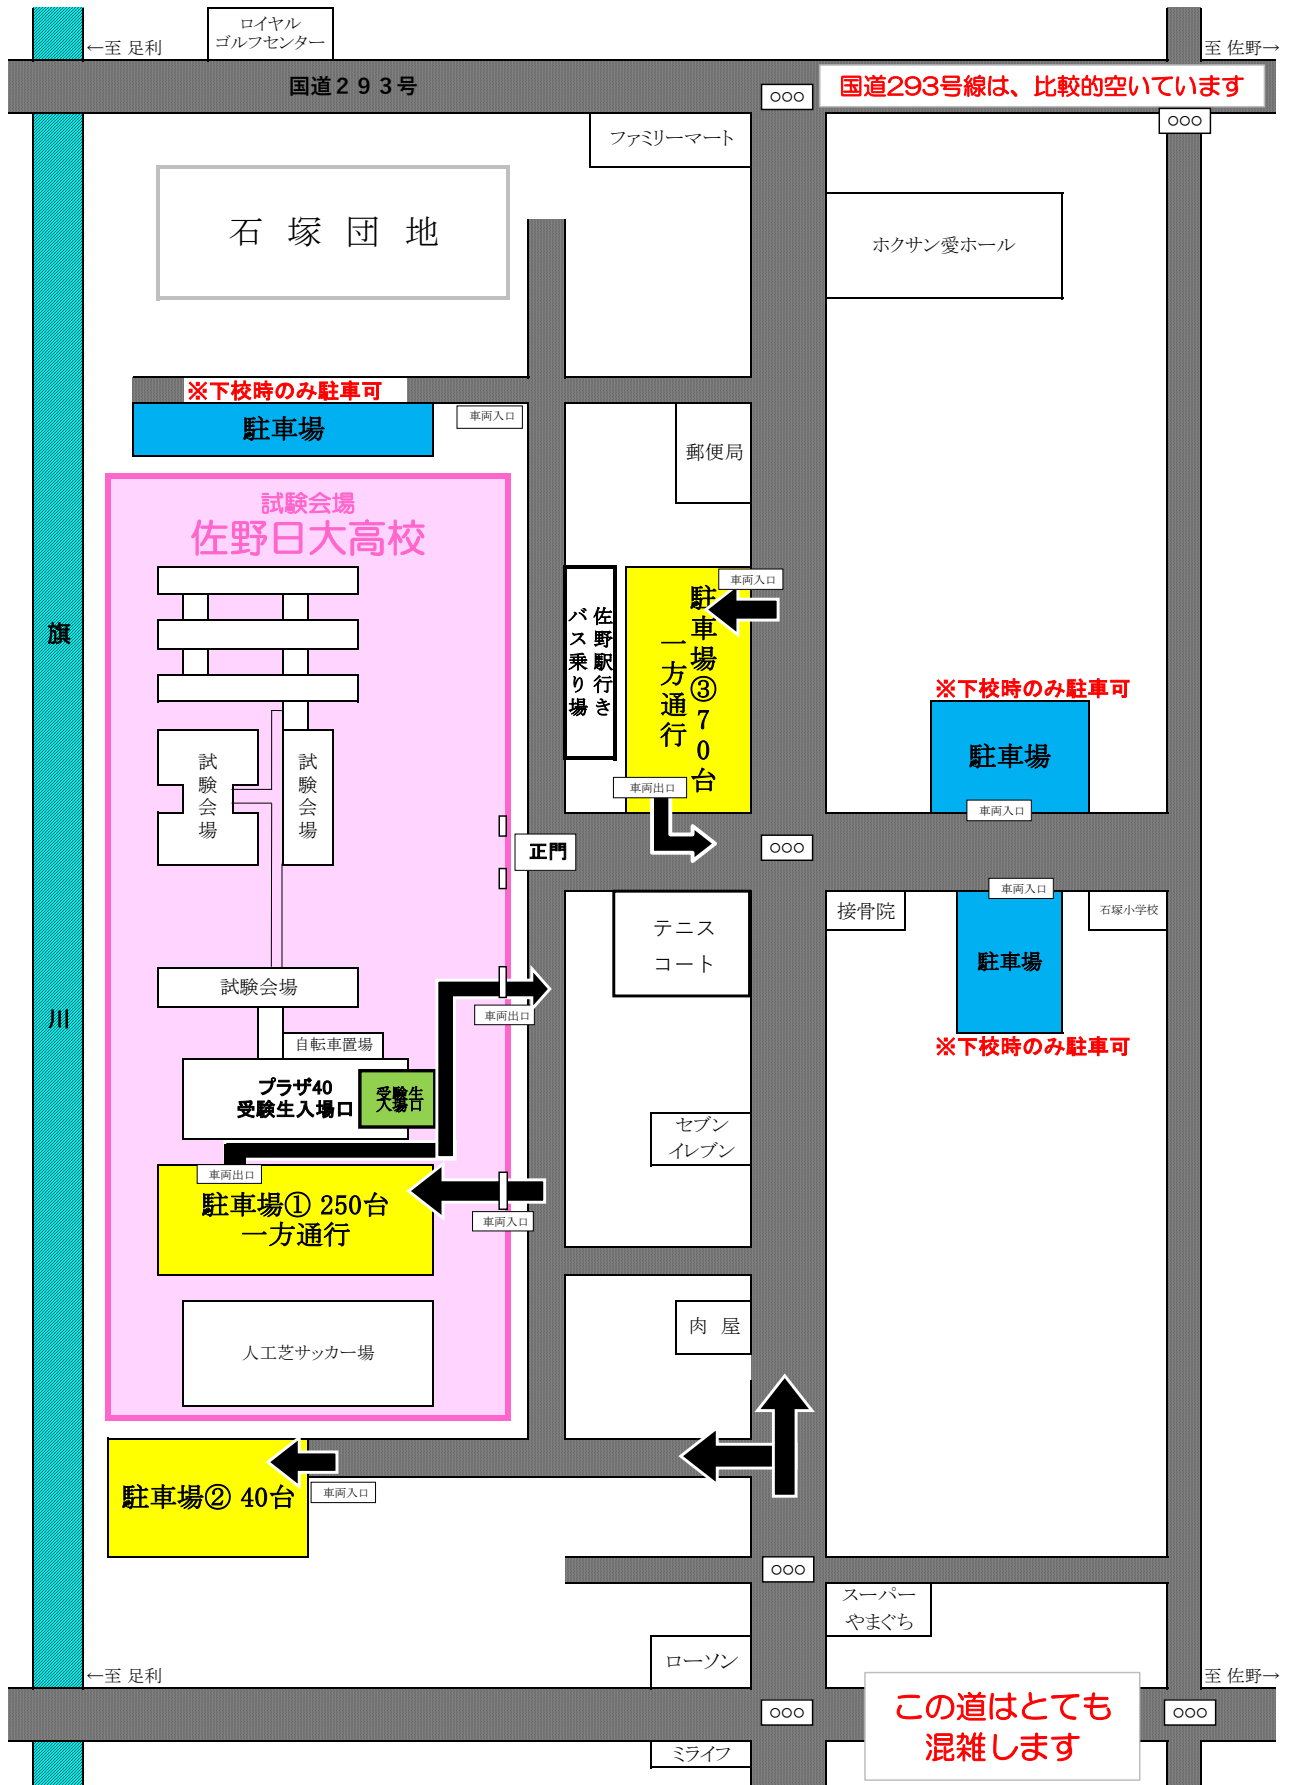 ロイヤル
ゴルフセンター
←至 足利
至 佐野→
国道２９３号
○○○
国道293号線は、比較的空いています
○○○
ファミリーマート
石 塚 団 地
ホクサン愛ホール
※下校時のみ駐車可
駐車場
車両入口
郵便局
試験会場
佐野日大高校
佐野駅行き
バス乗り場
車両入口
駐車場③70台
一方通行
車両出口
旗
川
試験会場
試験会場
※下校時のみ駐車可
駐車場
車両入口
正門
○○○
車両入口
接骨院
石塚小学校
テニス
コート
駐車場
※下校時のみ駐車可
試験会場
車両出口
自転車置場
プラザ40
受験生入場口
受験生
入場口
セブン
イレブン
車両出口
駐車場① 250台
一方通行
車両入口
肉 屋
人工芝サッカー場
駐車場② 40台
車両入口
○○○
スーパー
やまぐち
ローソン
←至 足利
至 佐野→
○○○
この道はとても
混雑します
○○○
ミライフ